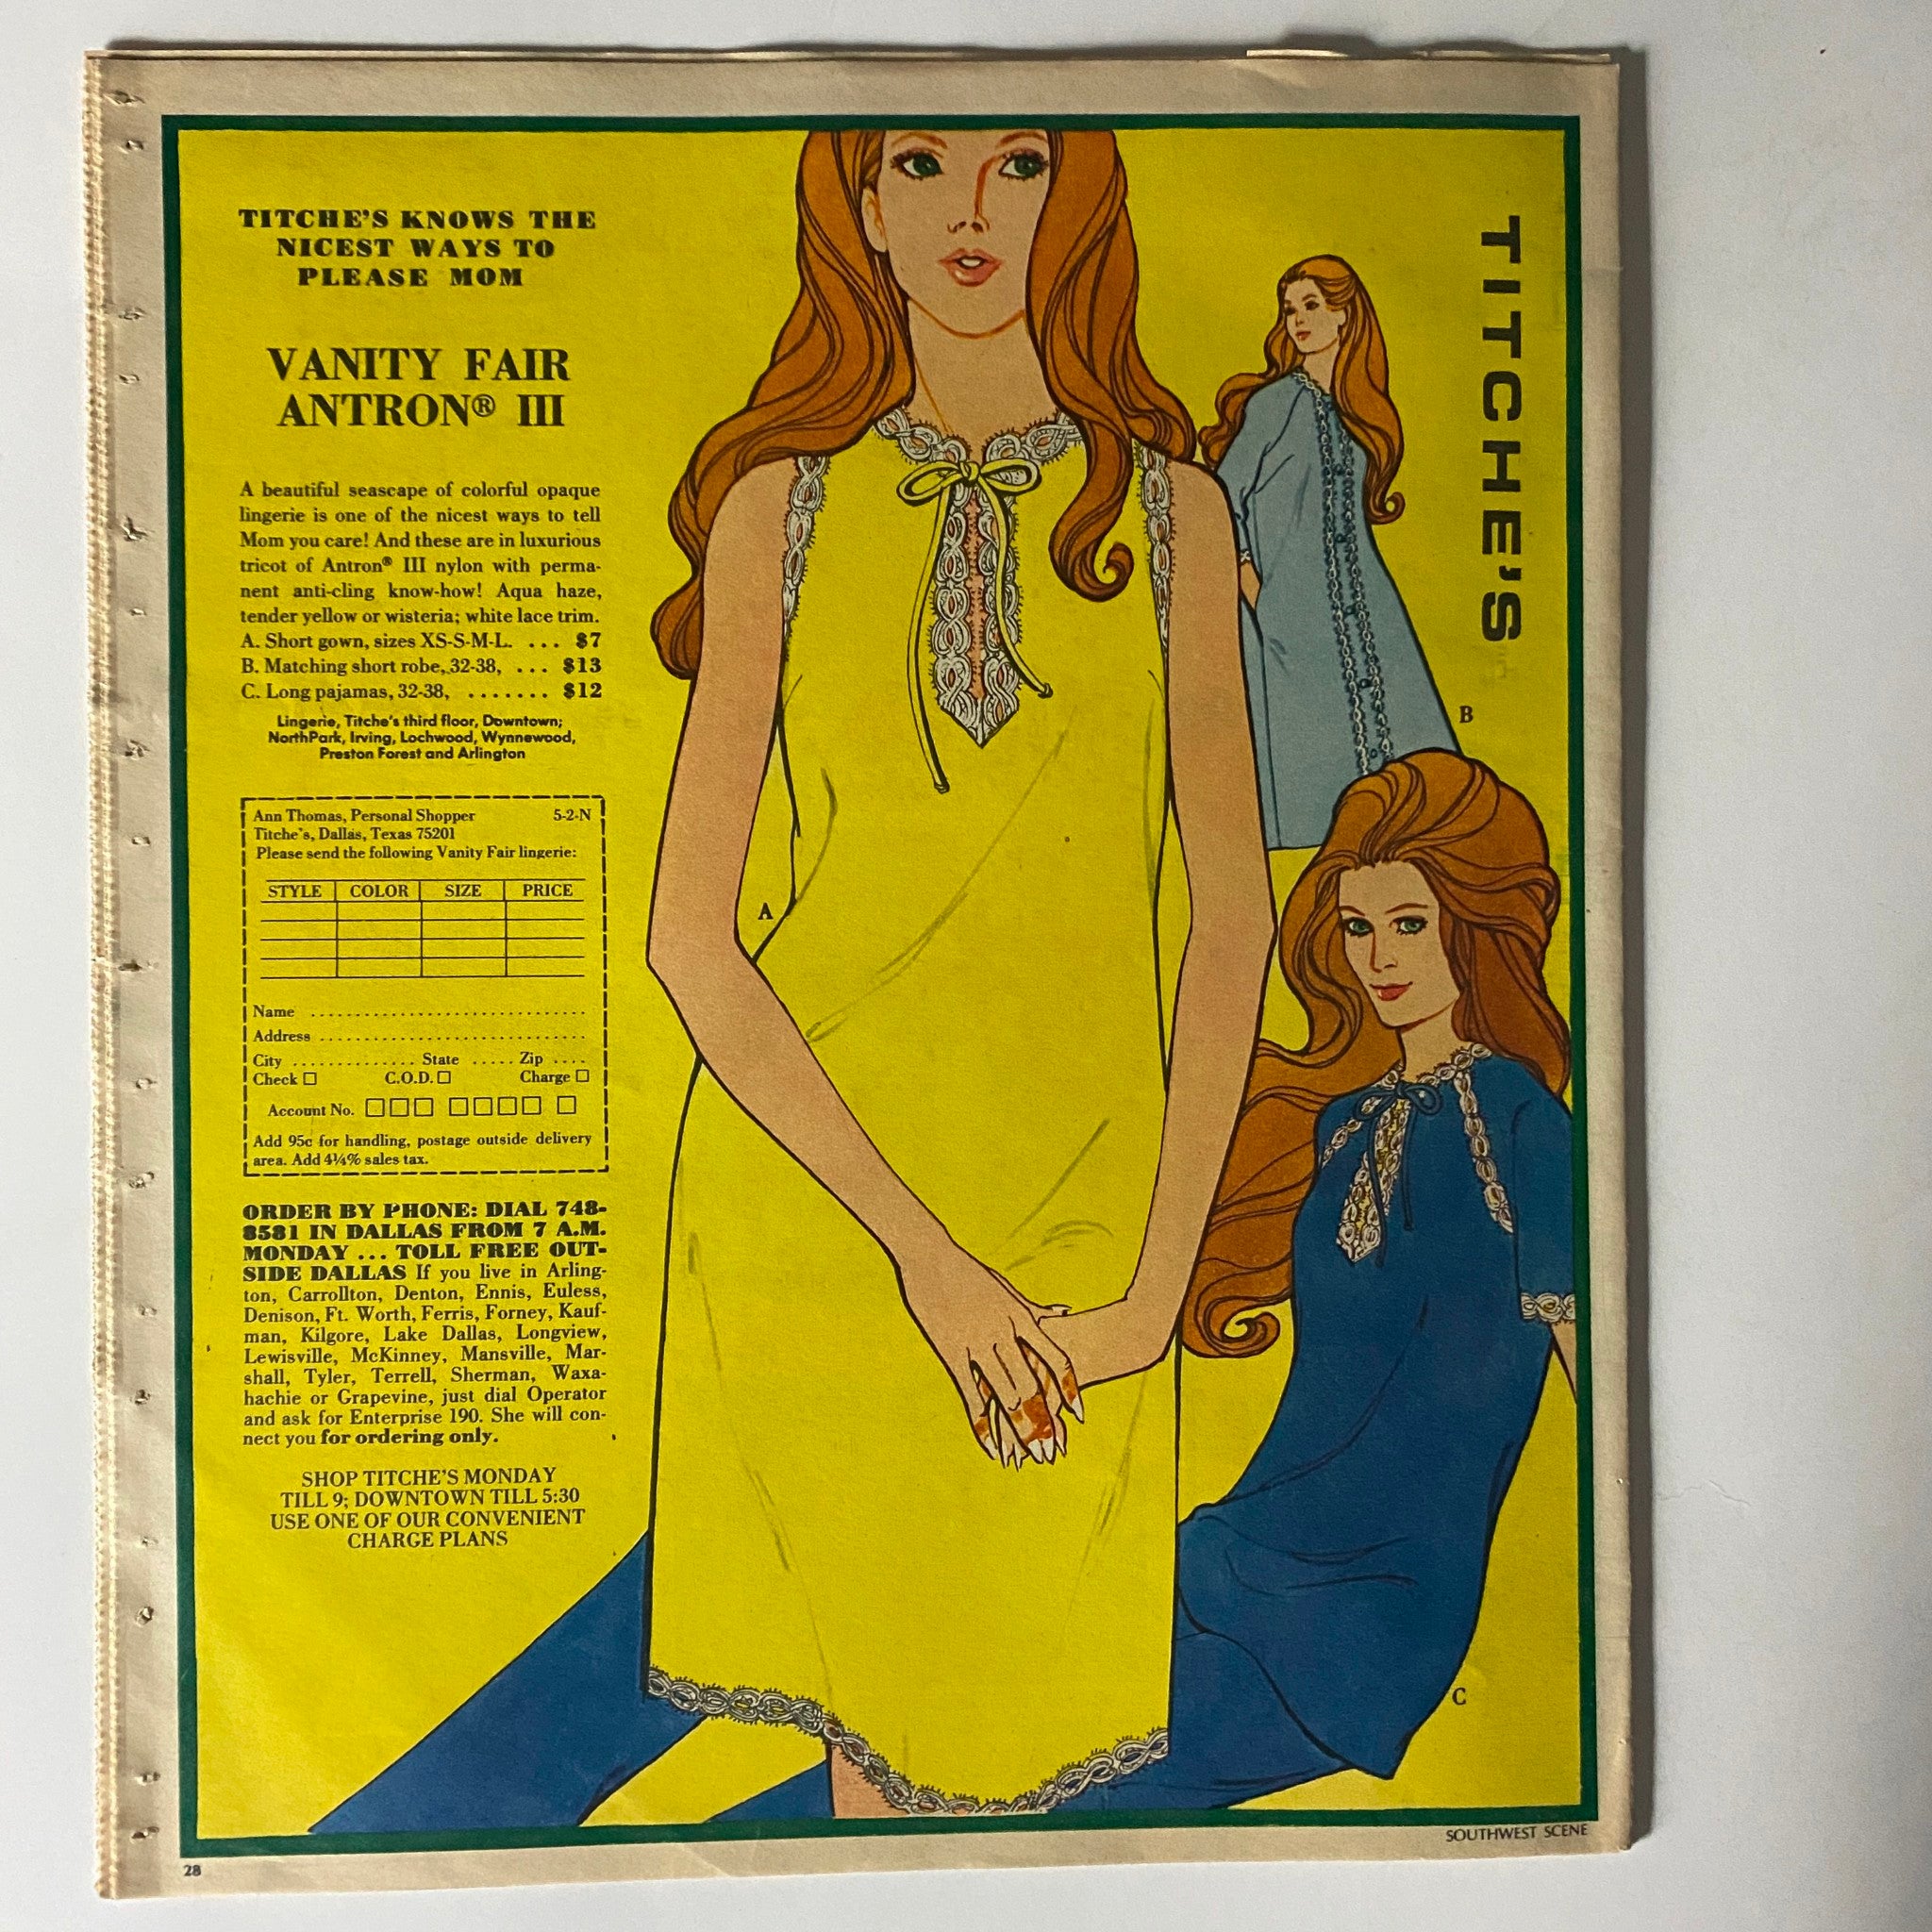 TITCHE'S KNOWS THE
NICEST WAYS TO
PLEASE MOM
VANITY FAIR
ANTRON® III
A beautiful seascape of colorful opaque
lingerie is one of the nicest ways to tell
Mom you care! And these are in luxurious
tricot of Antron® III nylon with perma-
nent anti-cling know-how! Aqua haze,
tender yellow or wisteria; white lace trim.
A. Short gown, sizes XS-S-M-L. ... $7
B. Matching short robe, 32-38, ... $13
C. Long pajamas, 32-38, ....... $12
Lingerie, Titche's third floor, Downtown;
NorthPark, Irving, Lochwood, Wynnewood,
Preston Forest and Arlington
Ann Thomas, Personal Shopper 5-2-N
Titche's, Dallas, Texas 75201
Please send the following Vanity Fair lingerie:
STYLE COLOR SIZE PRICE
Name ..............................
Address ..............................
City .............. State ..... Zip ....
Check □ C.O.D. □ Charge □
Account No. □□□ □□□□ □
Add 95c for handling, postage outside delivery
area. Add 4¼% sales tax.
ORDER BY PHONE: DIAL 748-
8581 IN DALLAS FROM 7 A.M.
MONDAY ... TOLL FREE OUT-
SIDE DALLAS If you live in Arling-
ton, Carrollton, Denton, Ennis, Euless,
Denison, Ft. Worth, Ferris, Forney, Kauf-
man, Kilgore, Lake Dallas, Longview,
Lewisville, McKinney, Mansville, Mar-
shall, Tyler, Terrell, Sherman, Waxa-
hachie or Grapevine, just dial Operator
and ask for Enterprise 190. She will con-
nect you for ordering only.
SHOP TITCHE'S MONDAY
TILL 9; DOWNTOWN TILL 5:30
USE ONE OF OUR CONVENIENT
CHARGE PLANS
A
TITCHE'S
B
C
SOUTHWEST SCENE
28